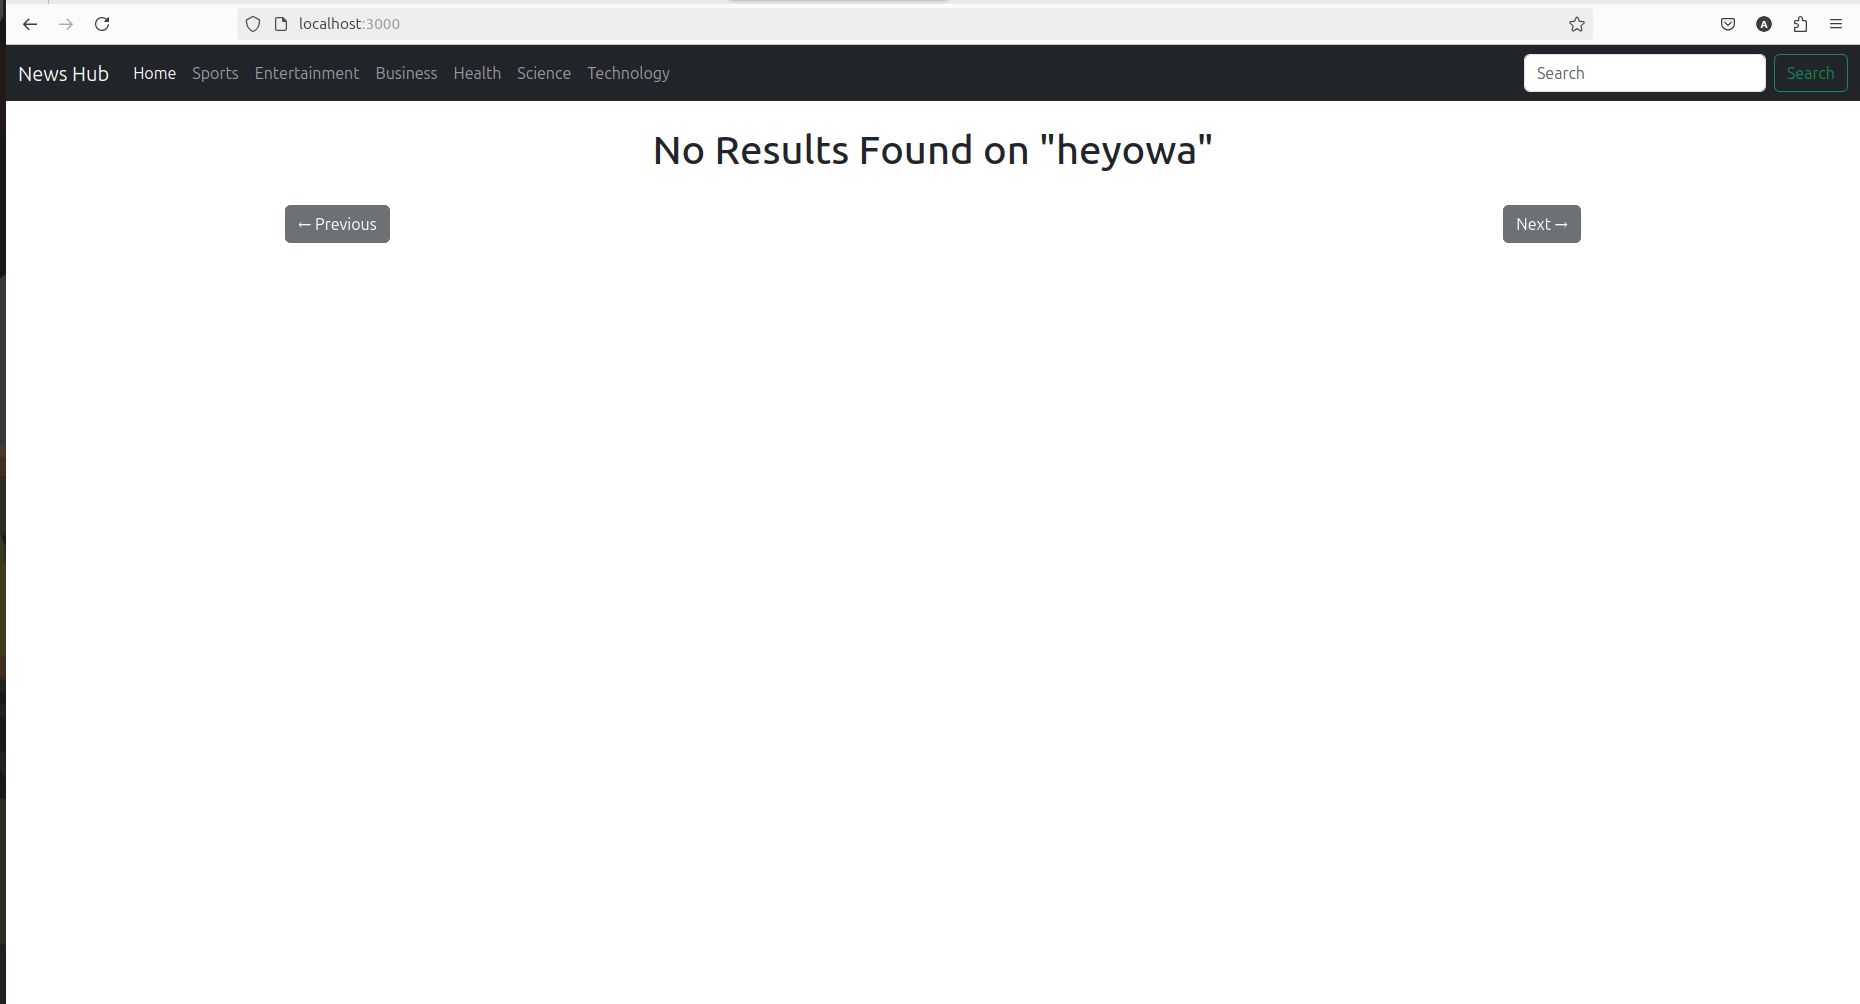 localhost:3000
News Hub Home Sports Entertainment Business Health Science Technology Search Search
No Results Found on "heyowa"
← Previous Next →